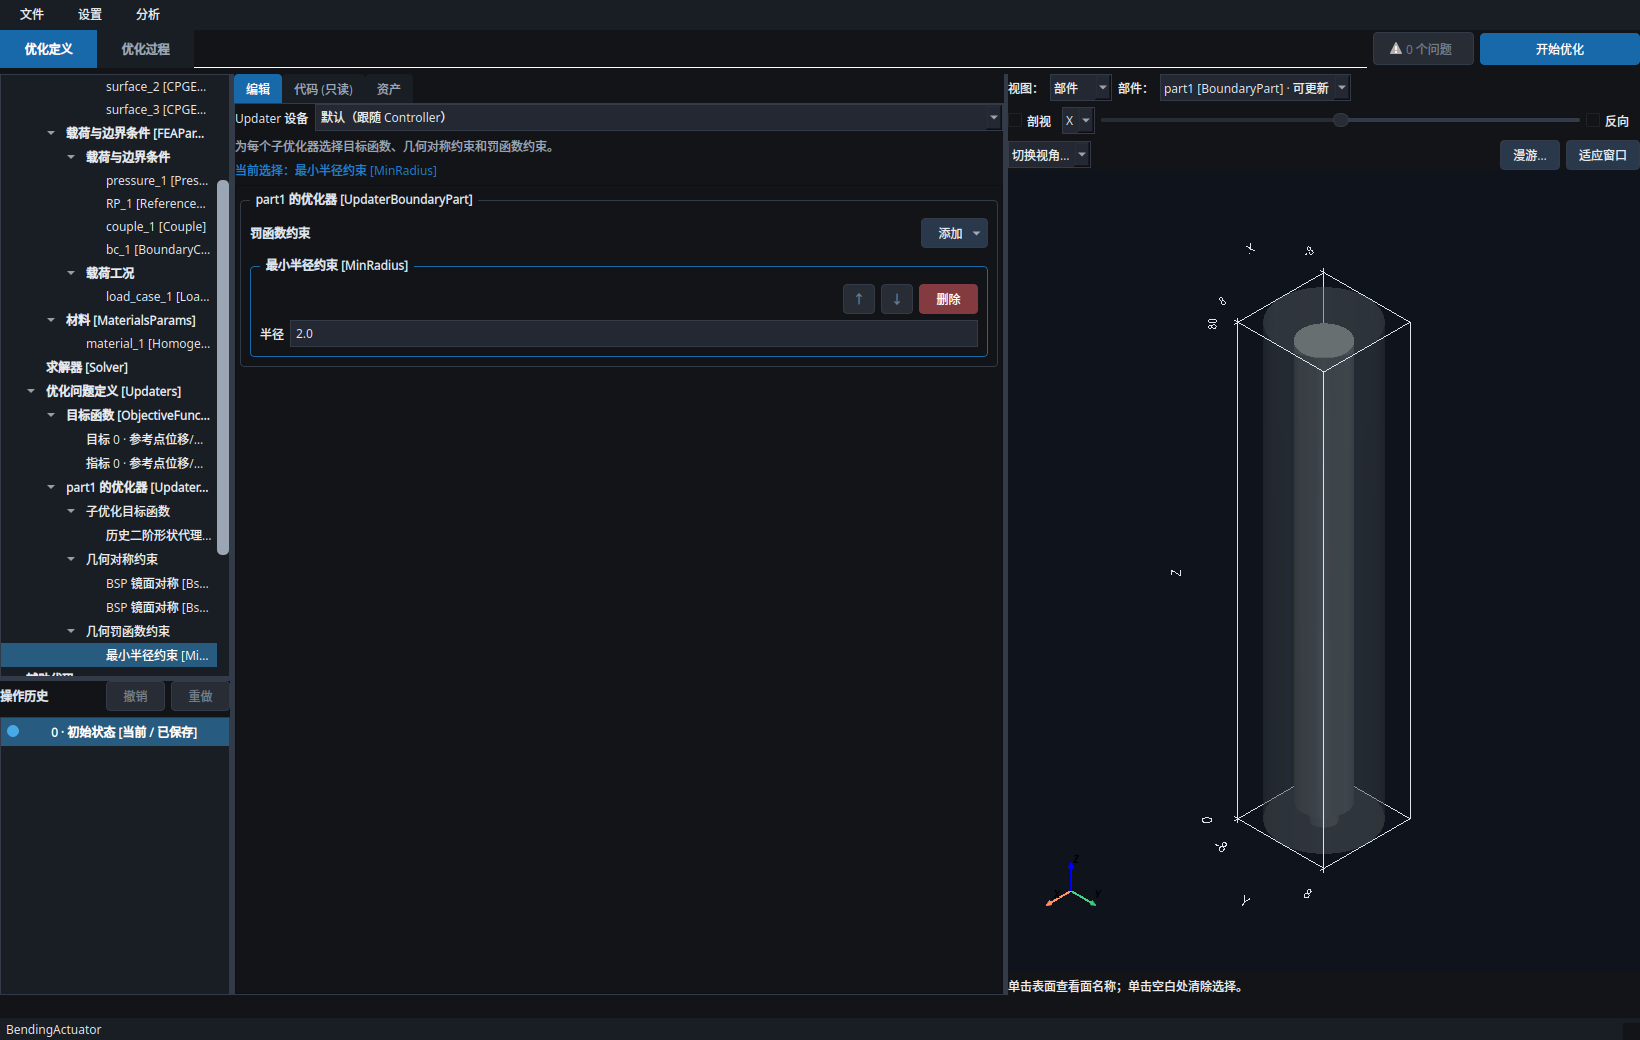 文件 设置 分析
优化定义 优化过程 0 个问题 开始优化
surface_2 [CPGE...
surface_3 [CPGE...
载荷与边界条件 [FEAPar...
载荷与边界条件
pressure_1 [Pres...
RP_1 [Reference...
couple_1 [Couple]
bc_1 [BoundaryC...
载荷工况
load_case_1 [Loa...
材料 [MaterialsParams]
material_1 [Homoge...
求解器 [Solver]
优化问题定义 [Updaters]
目标函数 [ObjectiveFunc...
目标 0 · 参考点位移/...
指标 0 · 参考点位移/...
part1 的优化器 [Updater...
子优化目标函数
历史二阶形状代理...
几何对称约束
BSP 镜面对称 [Bs...
BSP 镜面对称 [Bs...
几何罚函数约束
最小半径约束 [Mi...
操作历史 撤销 重做
0 · 初始状态 [当前 / 已保存]
编辑 代码 (只读) 资产
Updater 设备 默认（跟随 Controller）
为每个子优化器选择目标函数、几何对称约束和罚函数约束。
当前选择：最小半径约束 [MinRadius]
part1 的优化器 [UpdaterBoundaryPart]
罚函数约束 添加
最小半径约束 [MinRadius]
↑ ↓ 删除
半径 2.0
视图： 部件 部件： part1 [BoundaryPart] · 可更新
剖视 X 反向
切换视角... 漫游... 适应窗口
80
Z
0
Z
单击表面查看面名称；单击空白处清除选择。
BendingActuator